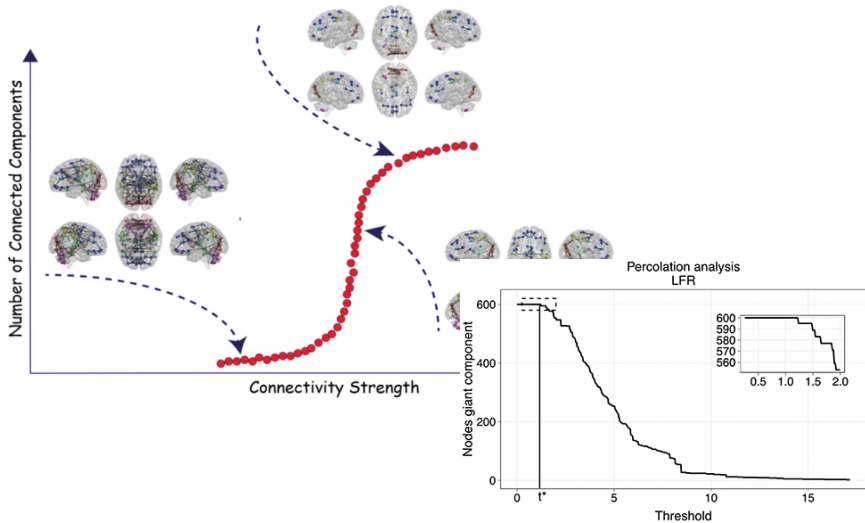 Number of Connected Components
Connectivity Strength
Percolation analysis
LFR
Nodes giant component
600
400
200
0
600
590
580
570
560
0.5 1.0 1.5 2.0
0 t* 5 10 15
Threshold